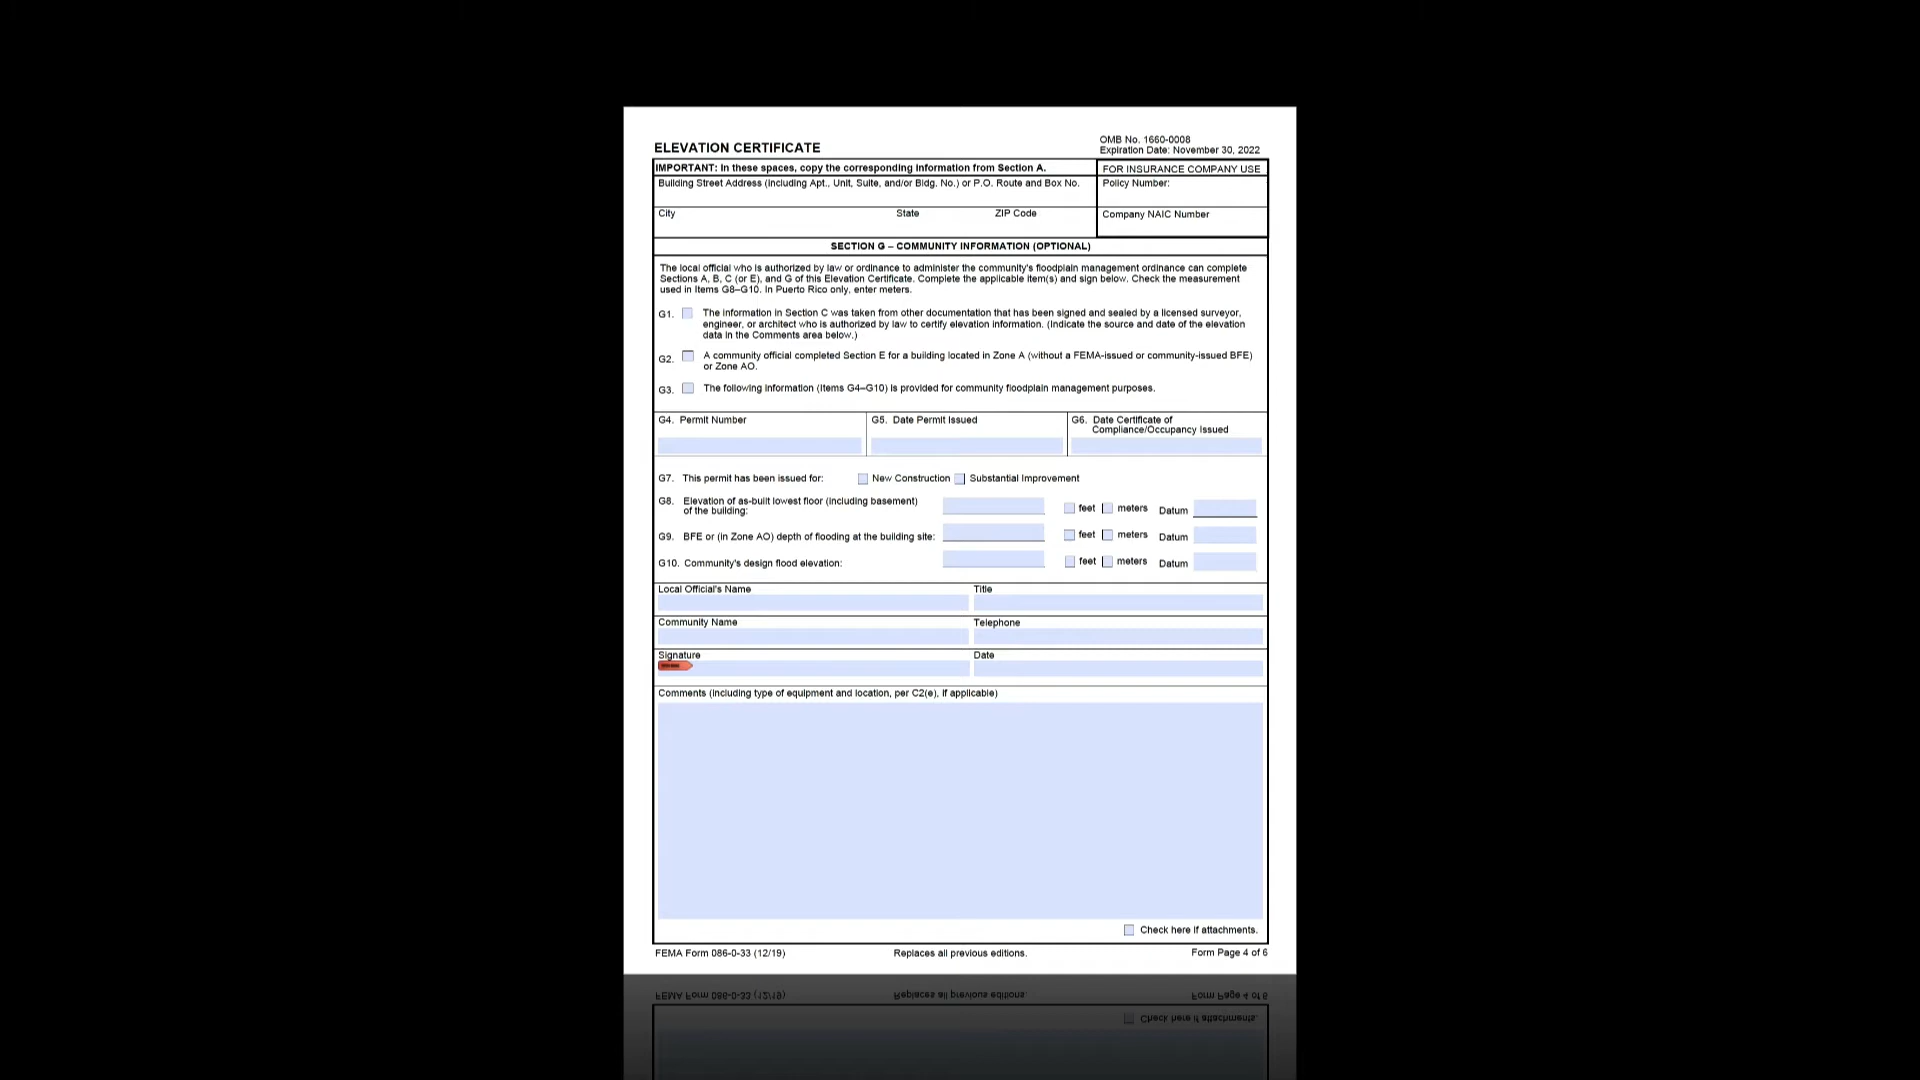 ELEVATION CERTIFICATE
OMB No. 1660-0008
Expiration Date: November 30, 2022
IMPORTANT: In these spaces, copy the corresponding information from Section A.
FOR INSURANCE COMPANY USE
Building Street Address (including Apt., Unit, Suite, and/or Bldg. No.) or P.O. Route and Box No.
Policy Number:
City State ZIP Code
Company NAIC Number
SECTION G – COMMUNITY INFORMATION (OPTIONAL)
The local official who is authorized by law or ordinance to administer the community's floodplain management ordinance can complete
Sections A, B, C (or E), and G of this Elevation Certificate. Complete the applicable item(s) and sign below. Check the measurement
used in Items G8–G10. In Puerto Rico only, enter meters.
G1. The information in Section C was taken from other documentation that has been signed and sealed by a licensed surveyor,
engineer, or architect who is authorized by law to certify elevation information. (Indicate the source and date of the elevation
data in the Comments area below.)
G2. A community official completed Section E for a building located in Zone A (without a FEMA-issued or community-issued BFE)
or Zone AO.
G3. The following information (Items G4–G10) is provided for community floodplain management purposes.
G4. Permit Number
G5. Date Permit Issued
G6. Date Certificate of
Compliance/Occupancy Issued
G7. This permit has been issued for: New Construction Substantial Improvement
G8. Elevation of as-built lowest floor (including basement)
of the building: feet meters Datum
G9. BFE or (in Zone AO) depth of flooding at the building site: feet meters Datum
G10. Community's design flood elevation: feet meters Datum
Local Official's Name Title
Community Name Telephone
Signature Date
Comments (including type of equipment and location, per C2(e), if applicable)
Check here if attachments.
FEMA Form 086-0-33 (12/19) Replaces all previous editions. Form Page 4 of 6